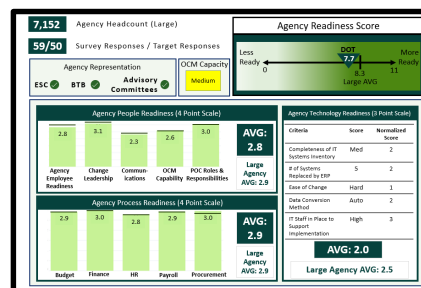 7,152 Agency Headcount (Large)
59/50 Survey Responses / Target Responses
Agency Representation
ESC BTB Advisory Committees
OCM Capacity
Medium
Agency Readiness Score
Less Ready
DOT
7.7
More Ready
0
8.3
11
Large AVG
Agency People Readiness (4 Point Scale)
2.8
3.1
2.3
2.6
3.0
Agency Employee Readiness
Change Leadership
Commun-ications
OCM Capability
POC Roles & Responsibilities
AVG:
2.8
Large
Agency
AVG: 2.9
Agency Process Readiness (4 Point Scale)
2.9
3.0
2.8
2.9
3.0
Budget
Finance
HR
Payroll
Procurement
AVG:
2.9
Large
Agency
AVG: 2.9
Agency Technology Readiness (3 Point Scale)
Criteria Score Normalized Score
Completeness of IT Systems Inventory Med 2
# of Systems Replaced by ERP 5 2
Ease of Change Hard 1
Data Conversion Method Auto 2
IT Staff in Place to Support Implementation High 3
AVG: 2.0
Large Agency AVG: 2.5